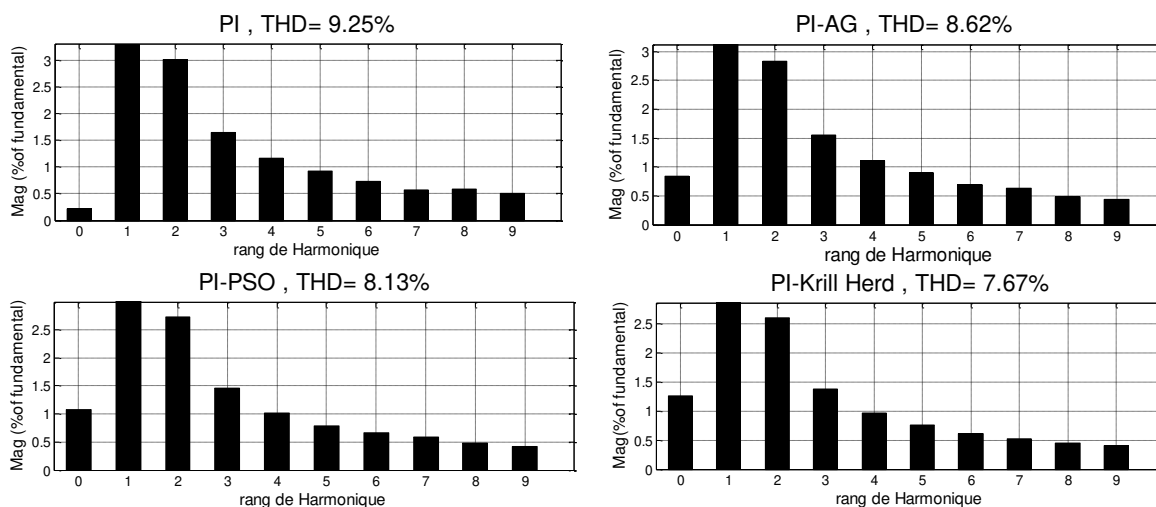 PI , THD= 9.25%
Mag (%of fundamental)
3
2.5
2
1.5
1
0.5
0
0 1 2 3 4 5 6 7 8 9
rang de Harmonique
PI-AG , THD= 8.62%
Mag (%of fundamental)
3
2.5
2
1.5
1
0.5
0
0 1 2 3 4 5 6 7 8 9
rang de Harmonique
PI-PSO , THD= 8.13%
Mag (%of fundamental)
2.5
2
1.5
1
0.5
0
0 1 2 3 4 5 6 7 8 9
rang de Harmonique
PI-Krill Herd , THD= 7.67%
Mag (%of fundamental)
2.5
2
1.5
1
0.5
0
0 1 2 3 4 5 6 7 8 9
rang de Harmonique